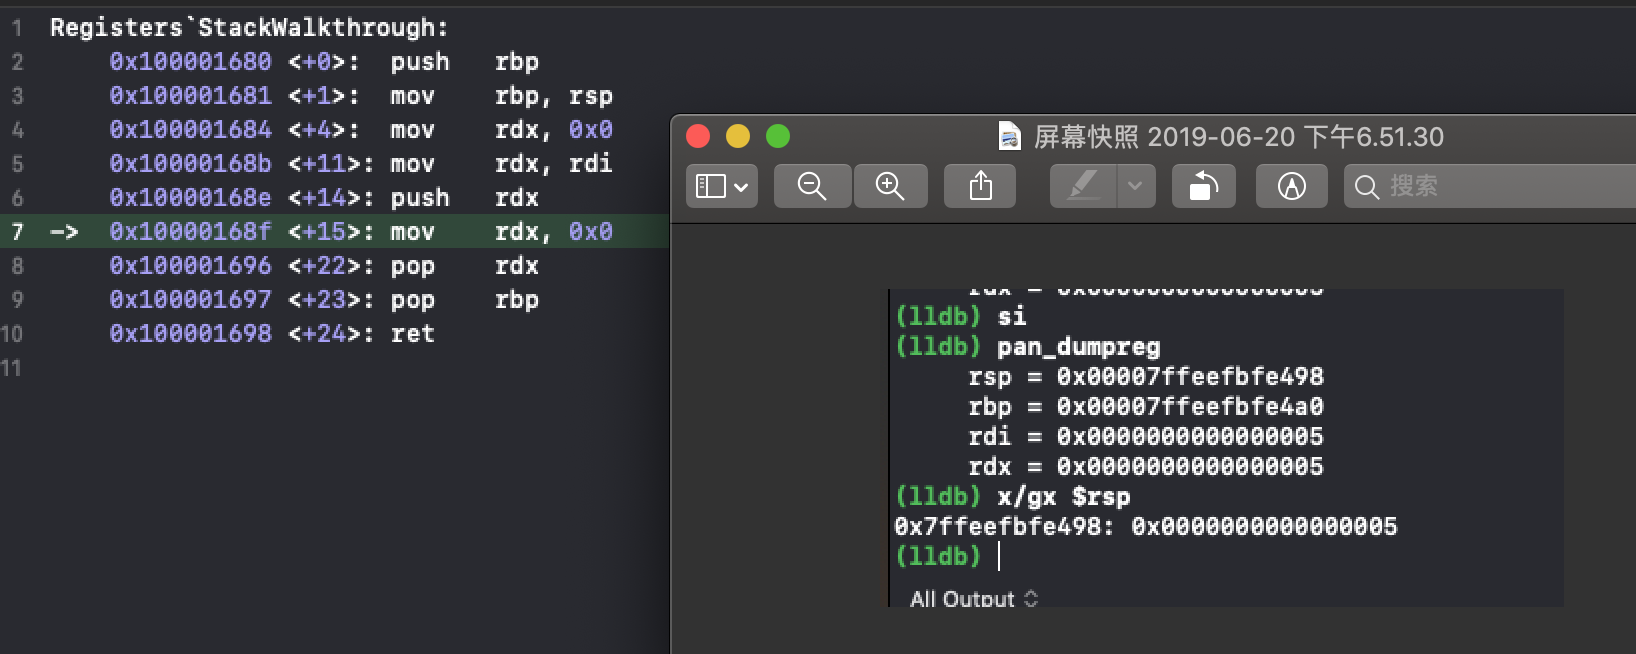 1 Registers`StackWalkthrough:
2 0x100001680 <+0>: push rbp
3 0x100001681 <+1>: mov rbp, rsp
4 0x100001684 <+4>: mov rdx, 0x0
5 0x10000168b <+11>: mov rdx, rdi
6 0x10000168e <+14>: push rdx
7 -> 0x10000168f <+15>: mov rdx, 0x0
8 0x100001696 <+22>: pop rdx
9 0x100001697 <+23>: pop rbp
10 0x100001698 <+24>: ret
11
屏幕快照 2019-06-20 下午6.51.30
搜索
rdx = 0x0000000000000005
(lldb) si
(lldb) pan_dumpreg
rsp = 0x00007ffeefbfe498
rbp = 0x00007ffeefbfe4a0
rdi = 0x0000000000000005
rdx = 0x0000000000000005
(lldb) x/gx $rsp
0x7ffeefbfe498: 0x0000000000000005
(lldb)
All Output